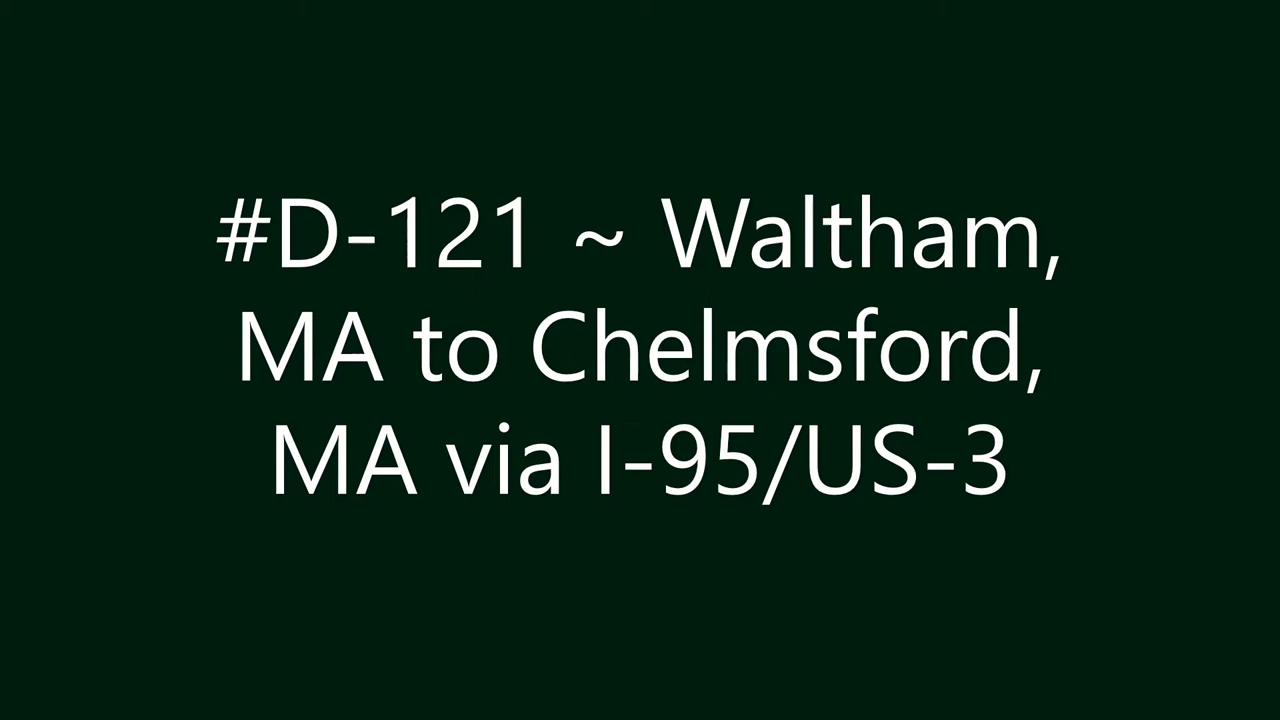 #D-121 ~ Waltham,
MA to Chelmsford,
MA via I-95/US-3